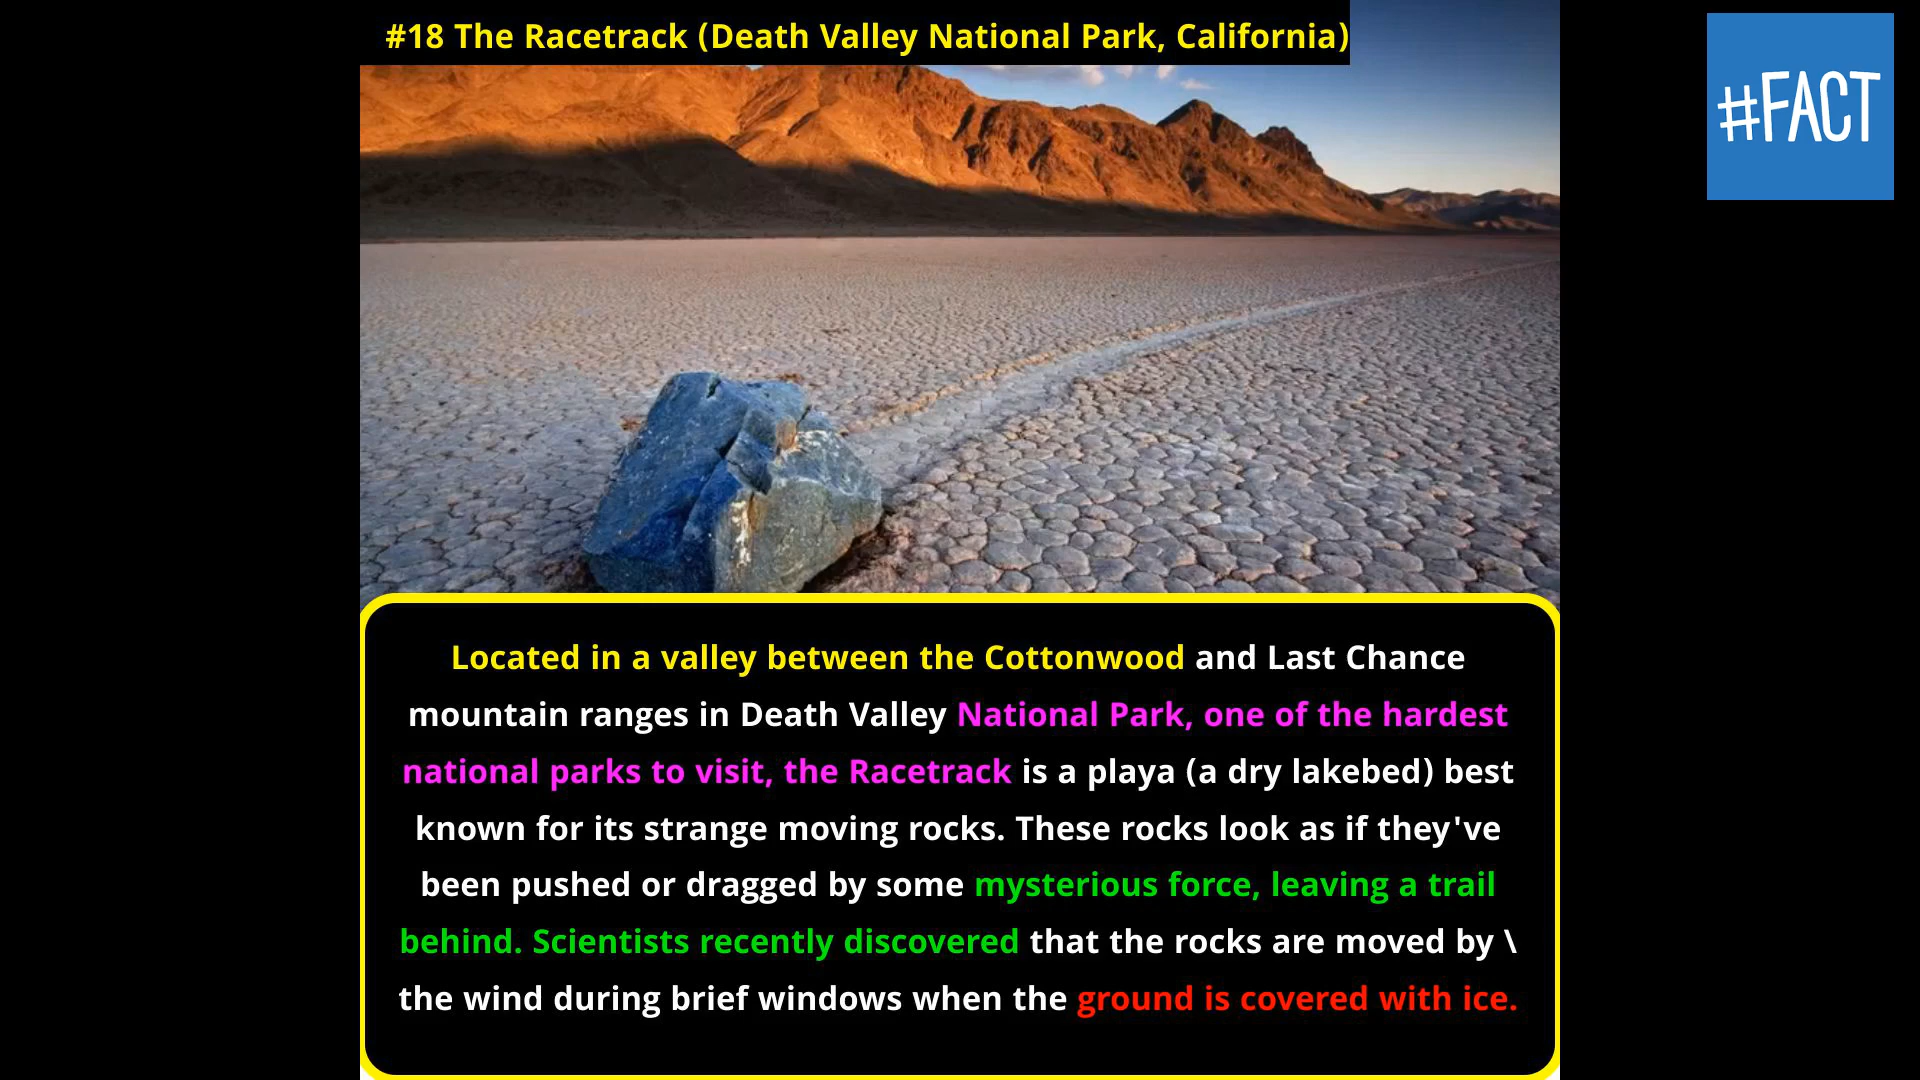 #18 The Racetrack (Death Valley National Park, California)
#FACT
Located in a valley between the Cottonwood and Last Chance
mountain ranges in Death Valley National Park, one of the hardest
national parks to visit, the Racetrack is a playa (a dry lakebed) best
known for its strange moving rocks. These rocks look as if they've
been pushed or dragged by some mysterious force, leaving a trail
behind. Scientists recently discovered that the rocks are moved by \
the wind during brief windows when the ground is covered with ice.